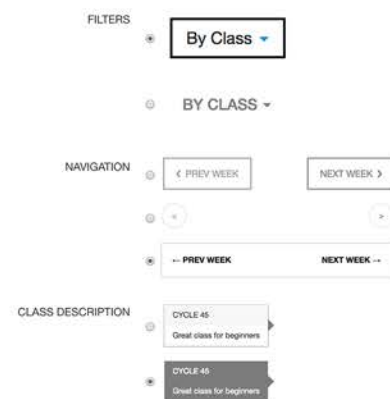 FILTERS
By Class
BY CLASS
NAVIGATION
< PREV WEEK NEXT WEEK >
« »
← PREV WEEK NEXT WEEK →
CLASS DESCRIPTION
CYCLE 45
Great class for beginners
CYCLE 45
Great class for beginners